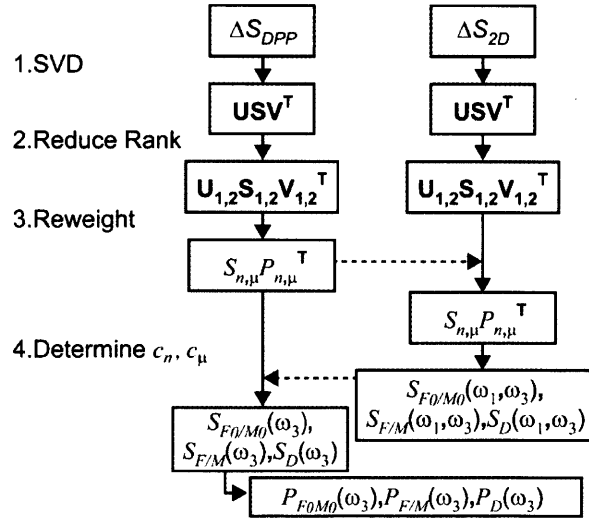 ΔS_DPP ΔS_2D
1.SVD
USV^T USV^T
2.Reduce Rank
U_1,2S_1,2V_1,2^T U_1,2S_1,2V_1,2^T
3.Reweight
S_n,μP_n,μ^T
S_n,μP_n,μ^T
4.Determine c_n, c_μ
S_F0/M0(ω_1,ω_3),
S_F/M(ω_1,ω_3),S_D(ω_1,ω_3)
S_F0/M0(ω_3),
S_F/M(ω_3),S_D(ω_3)
P_F0M0(ω_3),P_F/M(ω_3),P_D(ω_3)